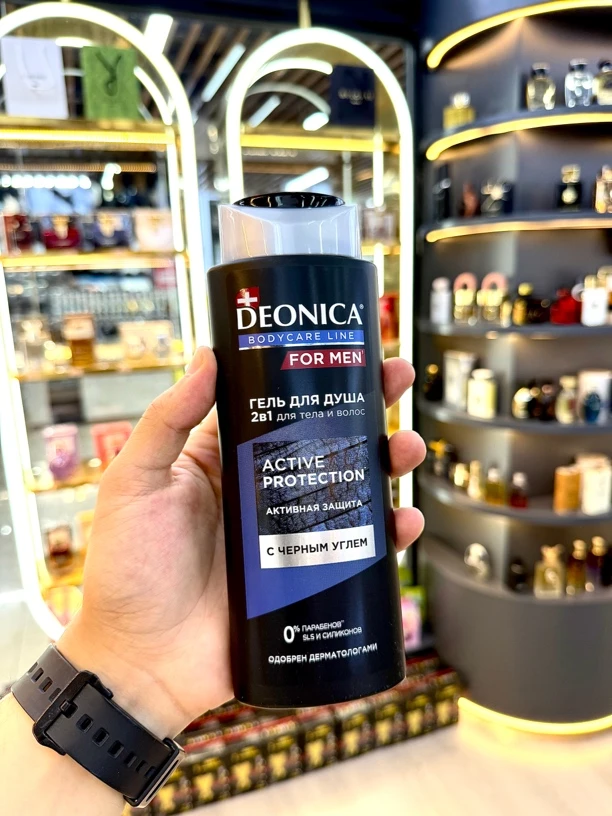 DEONICA®
BODYCARE LINE
FOR MEN
ГЕЛЬ ДЛЯ ДУША
2в1 для тела и волос
ACTIVE
PROTECTION
АКТИВНАЯ ЗАЩИТА
С ЧЕРНЫМ УГЛЕМ
0% ПАРАБЕНОВ
SLS И СИЛИКОНОВ
ОДОБРЕН ДЕРМАТОЛОГАМИ